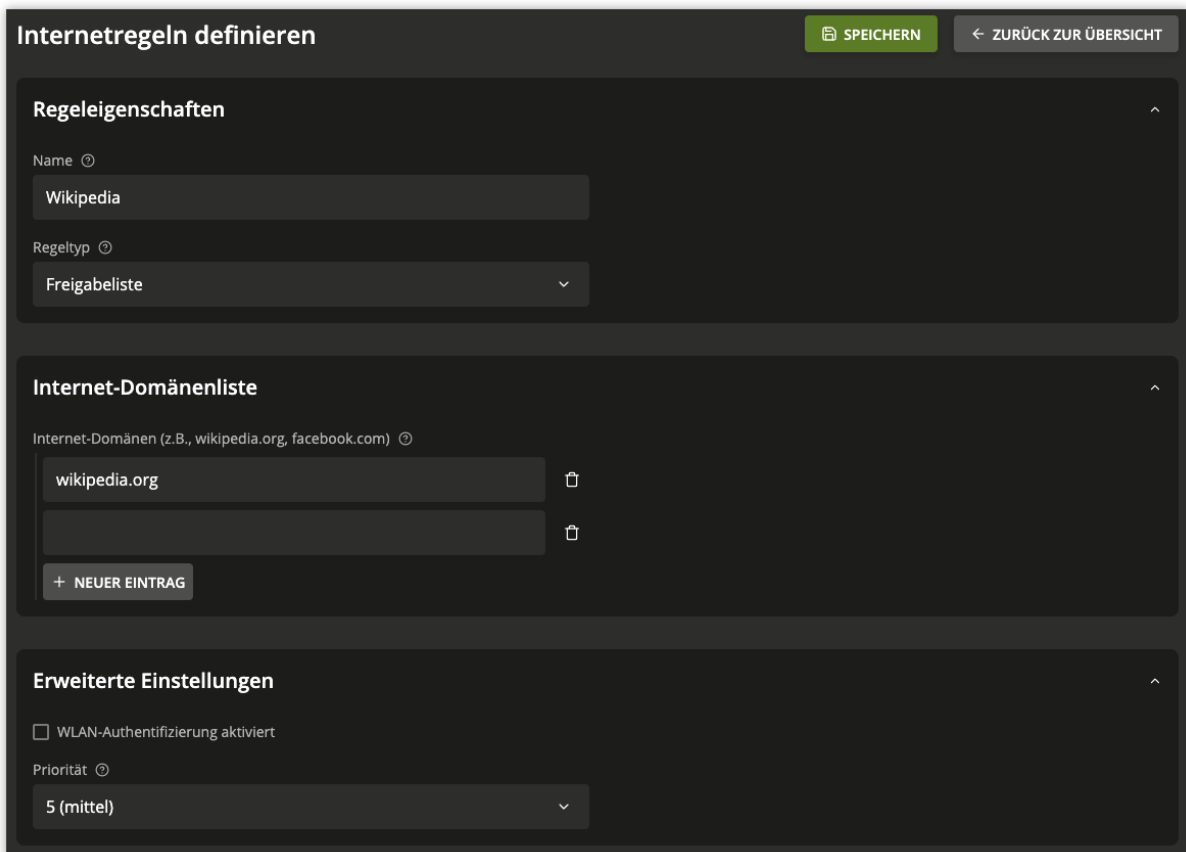 Internetregeln definieren
SPEICHERN
ZURÜCK ZUR ÜBERSICHT
Regeleigenschaften
Name
Wikipedia
Regeltyp
Freigabeliste
Internet-Domänenliste
Internet-Domänen (z.B., wikipedia.org, facebook.com)
wikipedia.org
+ NEUER EINTRAG
Erweiterte Einstellungen
WLAN-Authentifizierung aktiviert
Priorität
5 (mittel)